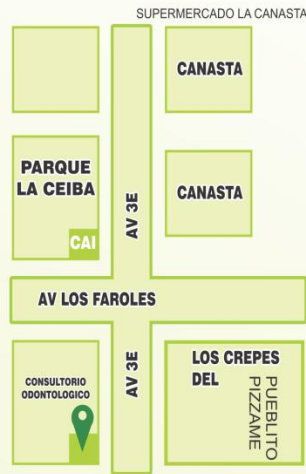 SUPERMERCADO LA CANASTA
CANASTA
PARQUE
LA CEIBA
CAI
CANASTA
AV 3E
AV LOS FAROLES
CONSULTORIO
ODONTOLOGICO
AV 3E
LOS CREPES
DEL
PUEBLITO
PIZZAME